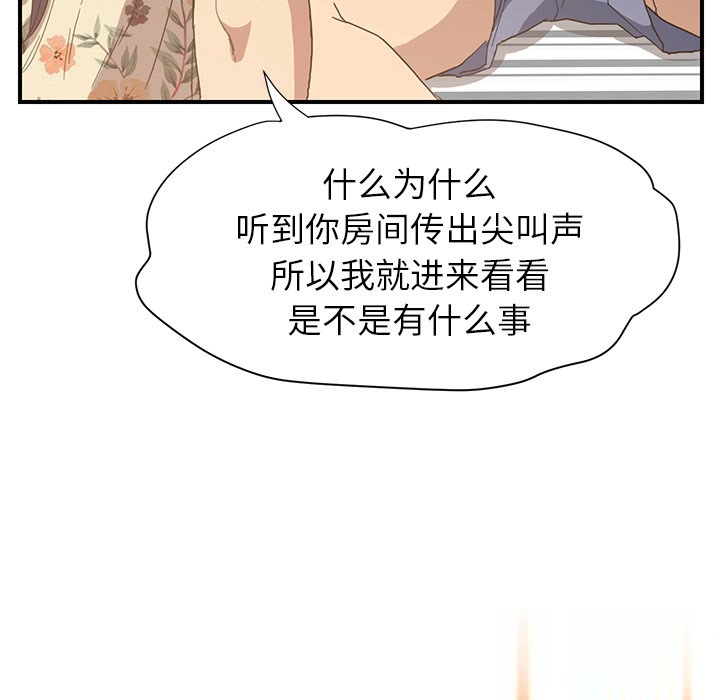 什么为什么
听到你房间传出尖叫声
所以我就进来看看
是不是有什么事